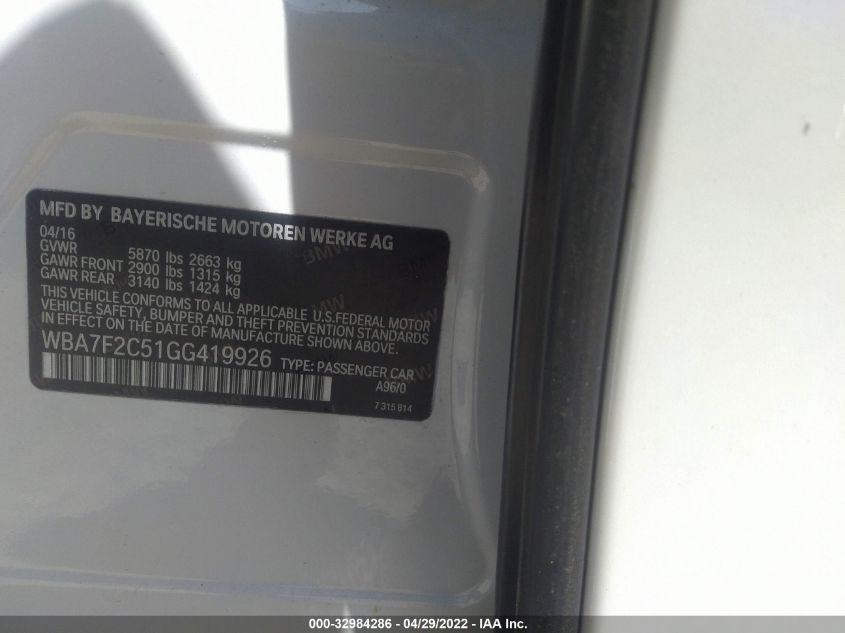 MFD BY BAYERISCHE MOTOREN WERKE AG
04/16
GVWR 5870 lbs 2663 kg
GAWR FRONT 2900 lbs 1315 kg
GAWR REAR 3140 lbs 1424 kg
THIS VEHICLE CONFORMS TO ALL APPLICABLE U.S.FEDERAL MOTOR
VEHICLE SAFETY, BUMPER AND THEFT PREVENTION STANDARDS
IN EFFECT ON THE DATE OF MANUFACTURE SHOWN ABOVE.
WBA7F2C51GG419926 TYPE: PASSENGER CAR
A96/0
7 315 814
BMW
BMW
BMW
000-32984286 - 04/29/2022 - IAA Inc.